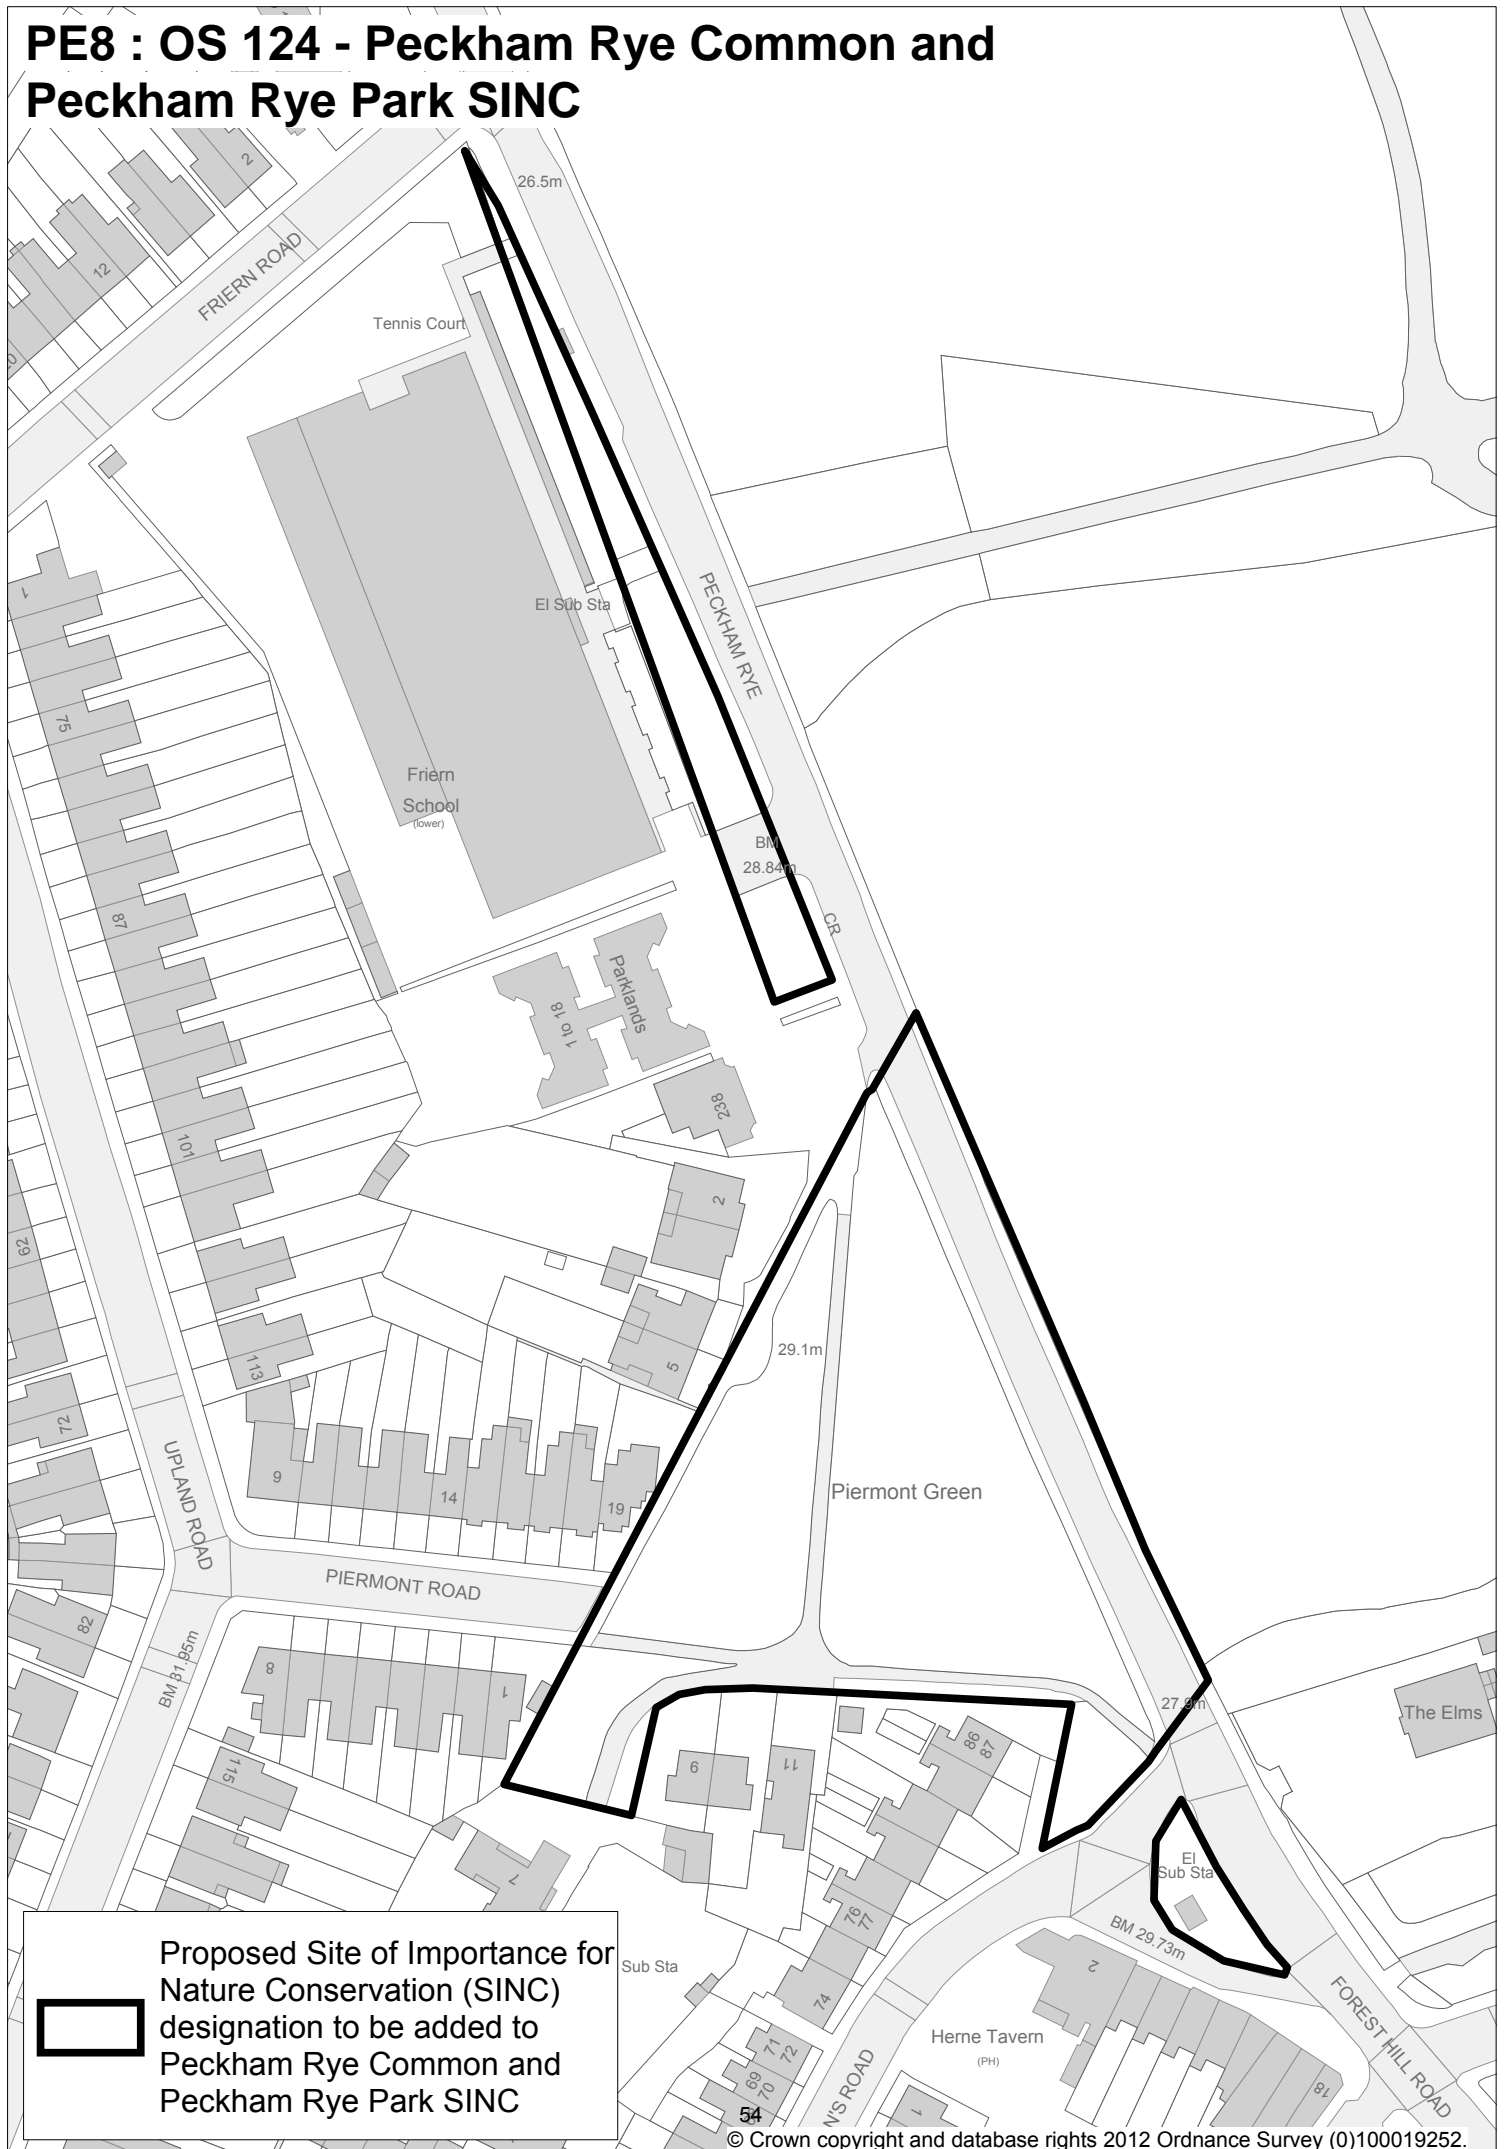 PE8 : OS 124 - Peckham Rye Common and
Peckham Rye Park SINC
2
26.5m
12
FRIERN ROAD
Tennis Court
1
El Sub Sta
PECKHAM RYE
75
Friern
School
(lower)
BM
28.84m
87
CR
Parklands
1 to 18
238
101
2
62
29.1m
113
5
72
9
14
19
Piermont Green
UPLAND ROAD
PIERMONT ROAD
82
BM 31.95m
8
1
27.9m
The Elms
86
87
9
11
115
El
Sub Sta
7
76
77
BM 29.73m
2
Sub Sta
74
FOREST HILL ROAD
Herne Tavern
(PH)
71
72
69
70
N'S ROAD
1
18
Proposed Site of Importance for
Nature Conservation (SINC)
designation to be added to
Peckham Rye Common and
Peckham Rye Park SINC
54
© Crown copyright and database rights 2012 Ordnance Survey (0)100019252.